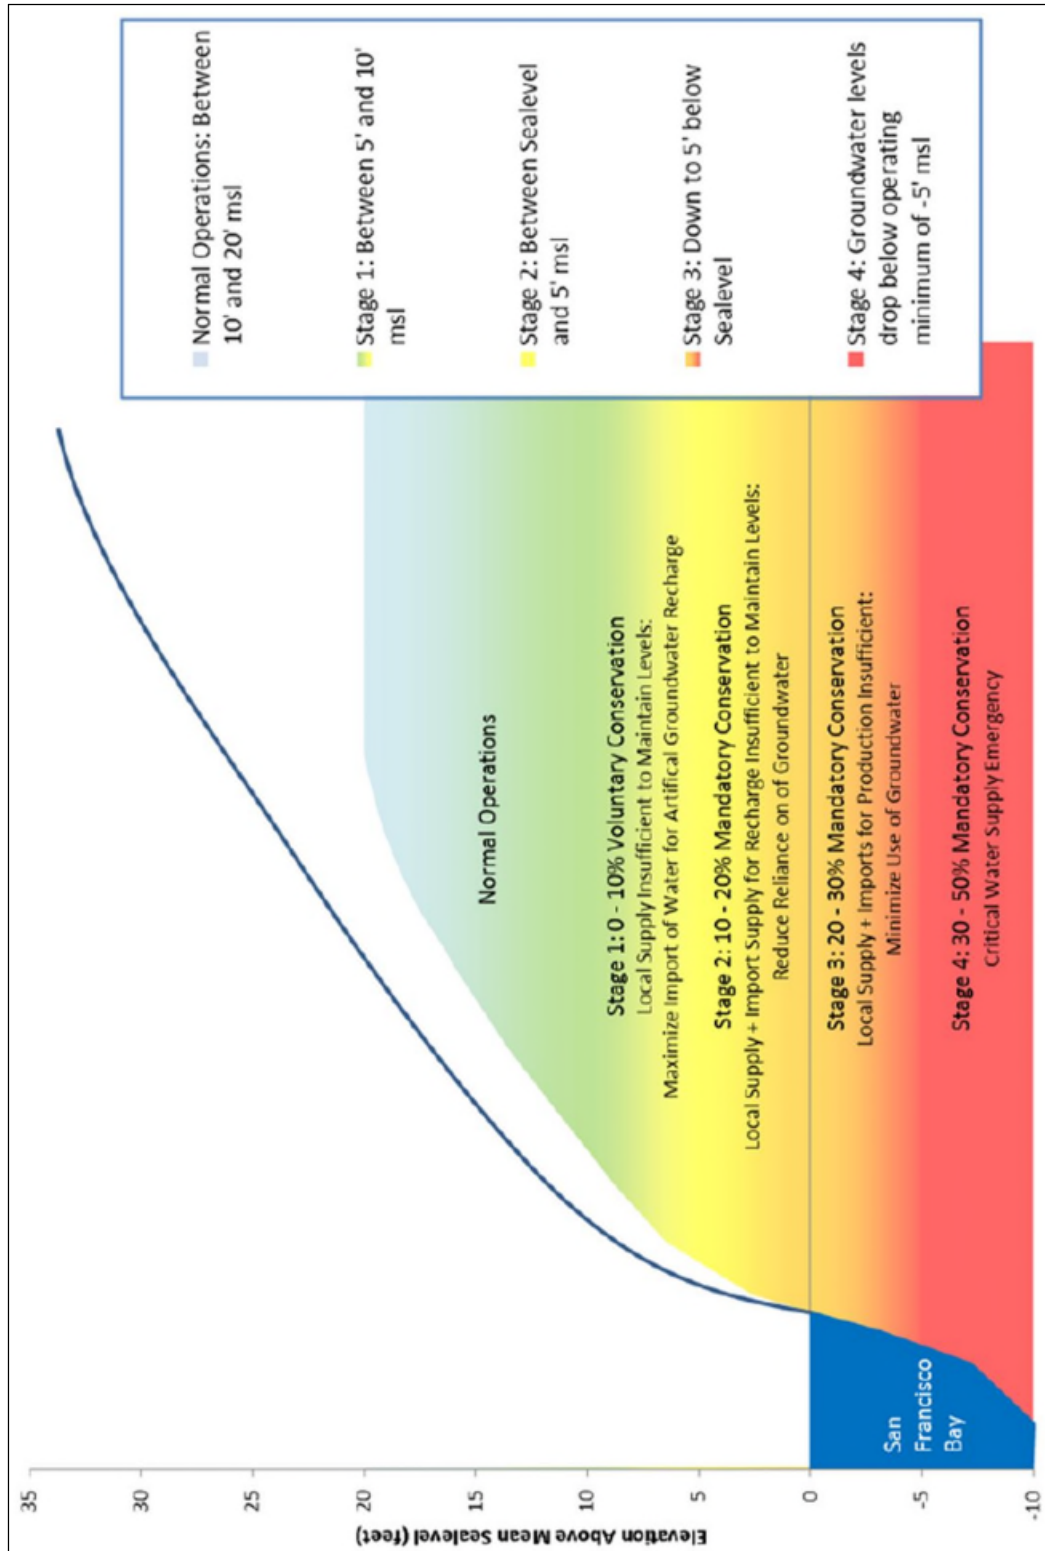 Elevation Above Mean Sealevel (feet)
35
30
25
20
15
10
5
0
-5
-10
Normal Operations
Stage 1: 0 - 10% Voluntary Conservation
Local Supply Insufficient to Maintain Levels:
Maximize Import of Water for Artifical Groundwater Recharge
Stage 2: 10 - 20% Mandatory Conservation
Local Supply + Import Supply for Recharge Insufficient to Maintain Levels:
Reduce Reliance on of Groundwater
Stage 3: 20 - 30% Mandatory Conservation
Local Supply + Imports for Production Insufficient:
Minimize Use of Groundwater
Stage 4: 30 - 50% Mandatory Conservation
Critical Water Supply Emergency
San
Francisco
Bay
Normal Operations: Between
10' and 20' msl
Stage 1: Between 5' and 10'
msl
Stage 2: Between Sealevel
and 5' msl
Stage 3: Down to 5' below
Sealevel
Stage 4: Groundwater levels
drop below operating
minimum of -5' msl